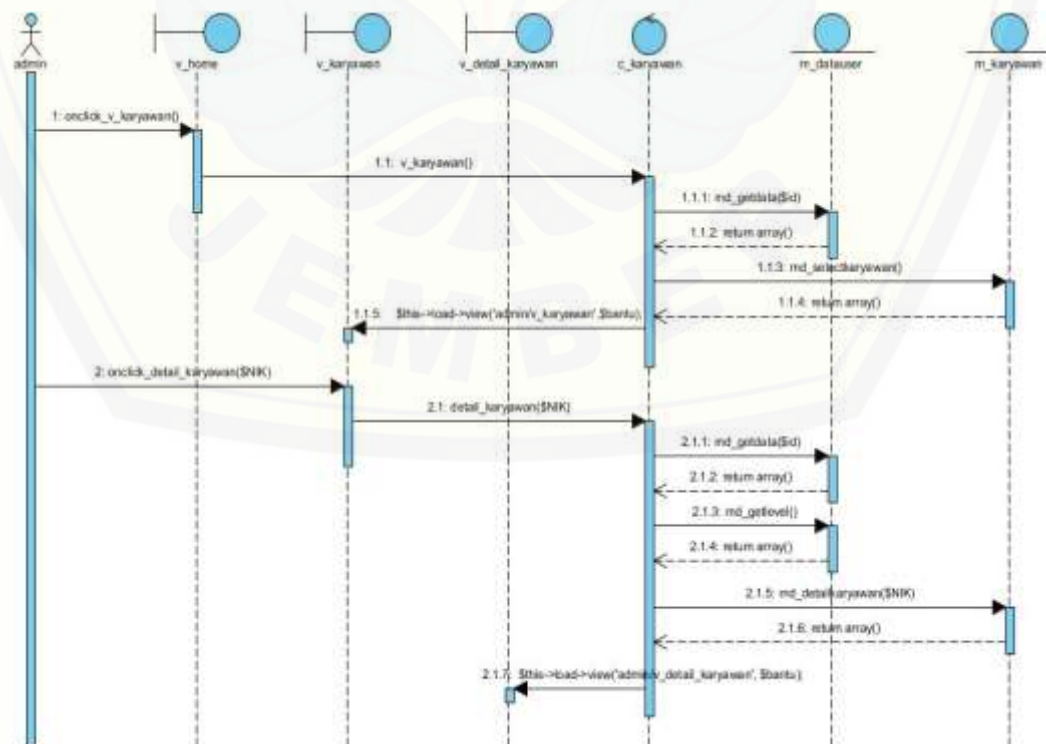 admin
v_home
v_karyawan
v_detail_karyawan
c_karyawan
m_datauser
m_karyawan
1: onclick_v_karyawan()
1.1: v_karyawan()
1.1.1: md_getdata($id)
1.1.2: return array()
1.1.3: md_selectkaryawan()
1.1.4: return array()
1.1.5: $this->load->view('admin/v_karyawan',$bantu);
2: onclick_detail_karyawan($NIK)
2.1: detail_karyawan($NIK)
2.1.1: md_getdata($id)
2.1.2: return array()
2.1.3: md_getlevel()
2.1.4: return array()
2.1.5: md_detailkaryawan($NIK)
2.1.6: return array()
2.1.7: $this->load->view('admin/v_detail_karyawan', $bantu);
JEMBE